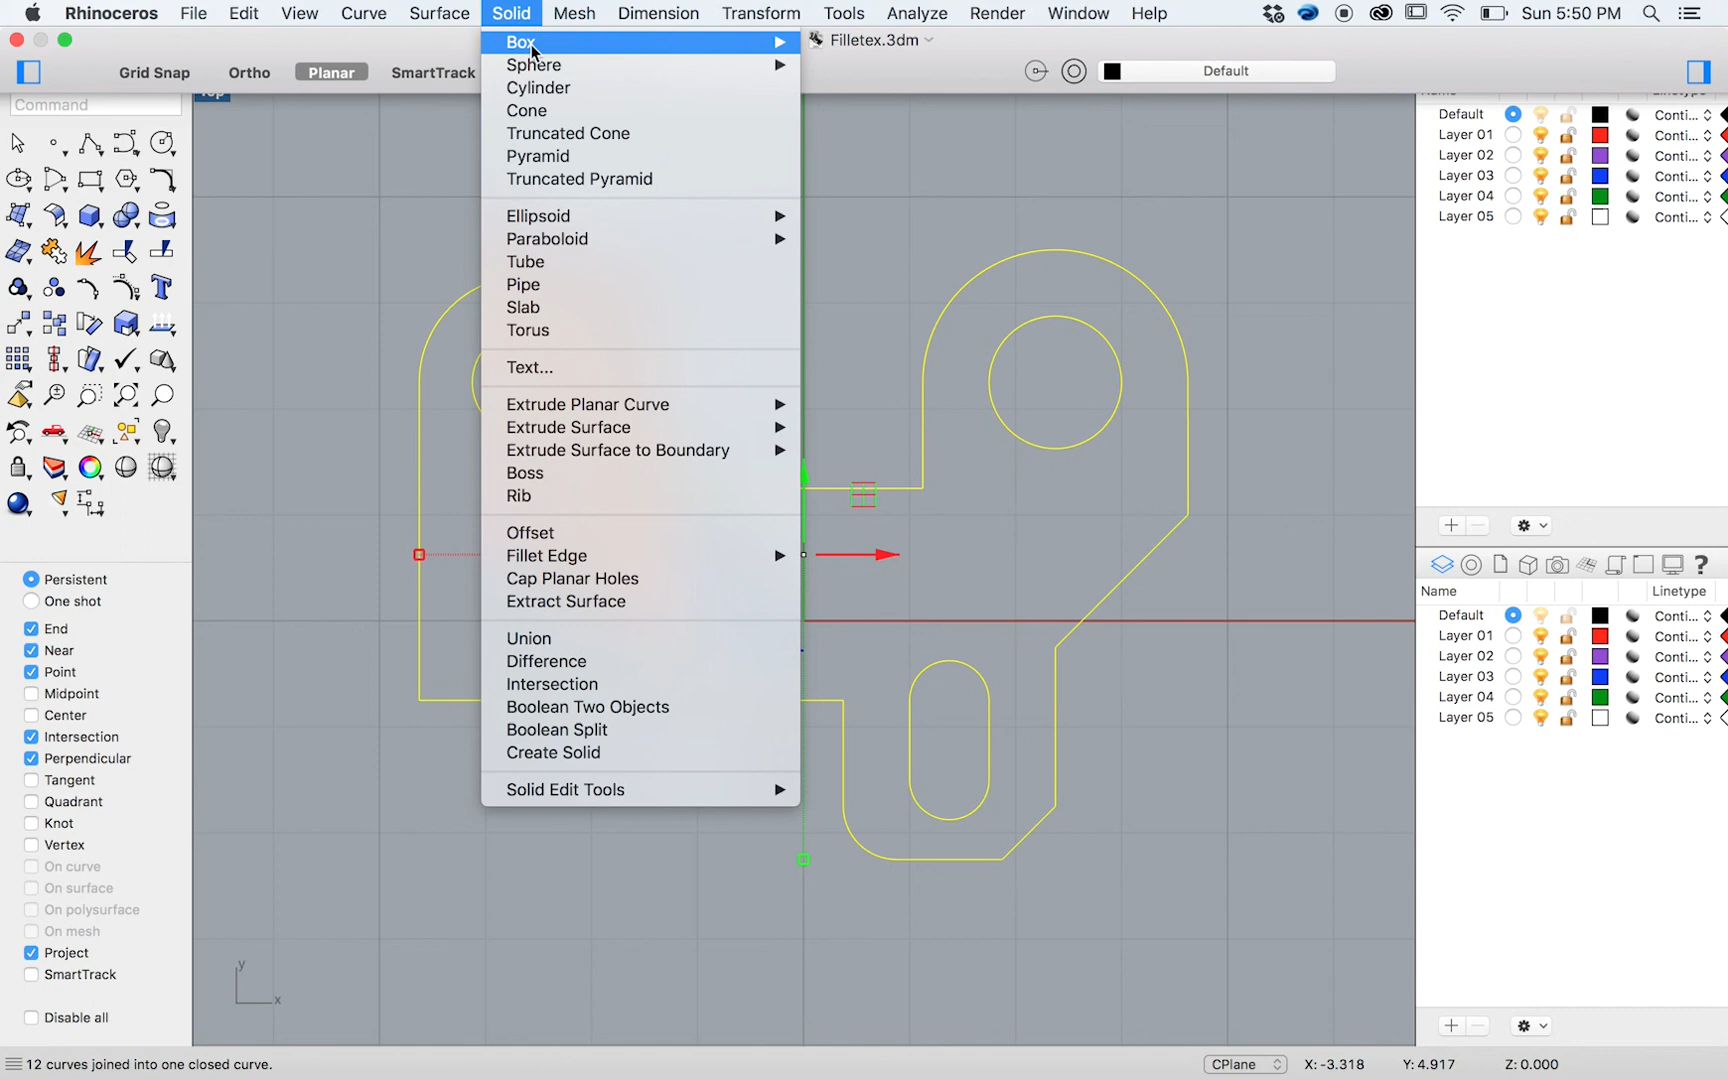 Rhinoceros File Edit View Curve Surface Solid Mesh Dimension Transform Tools Analyze Render Window Help Sun 5:50 PM
Filletex.3dm
Grid Snap Ortho Planar SmartTrack
Default
Command
Box
Sphere
Cylinder
Cone
Truncated Cone
Pyramid
Truncated Pyramid
Ellipsoid
Paraboloid
Tube
Pipe
Slab
Torus
Text...
Extrude Planar Curve
Extrude Surface
Extrude Surface to Boundary
Boss
Rib
Offset
Fillet Edge
Cap Planar Holes
Extract Surface
Union
Difference
Intersection
Boolean Two Objects
Boolean Split
Create Solid
Solid Edit Tools
Persistent
One shot
End
Near
Point
Midpoint
Center
Intersection
Perpendicular
Tangent
Quadrant
Knot
Vertex
On curve
On surface
On polysurface
On mesh
Project
SmartTrack
Disable all
y
x
Default Conti...
Layer 01 Conti...
Layer 02 Conti...
Layer 03 Conti...
Layer 04 Conti...
Layer 05 Conti...
Name Linetype
Default Conti...
Layer 01 Conti...
Layer 02 Conti...
Layer 03 Conti...
Layer 04 Conti...
Layer 05 Conti...
12 curves joined into one closed curve.
CPlane X: -3.318 Y: 4.917 Z: 0.000